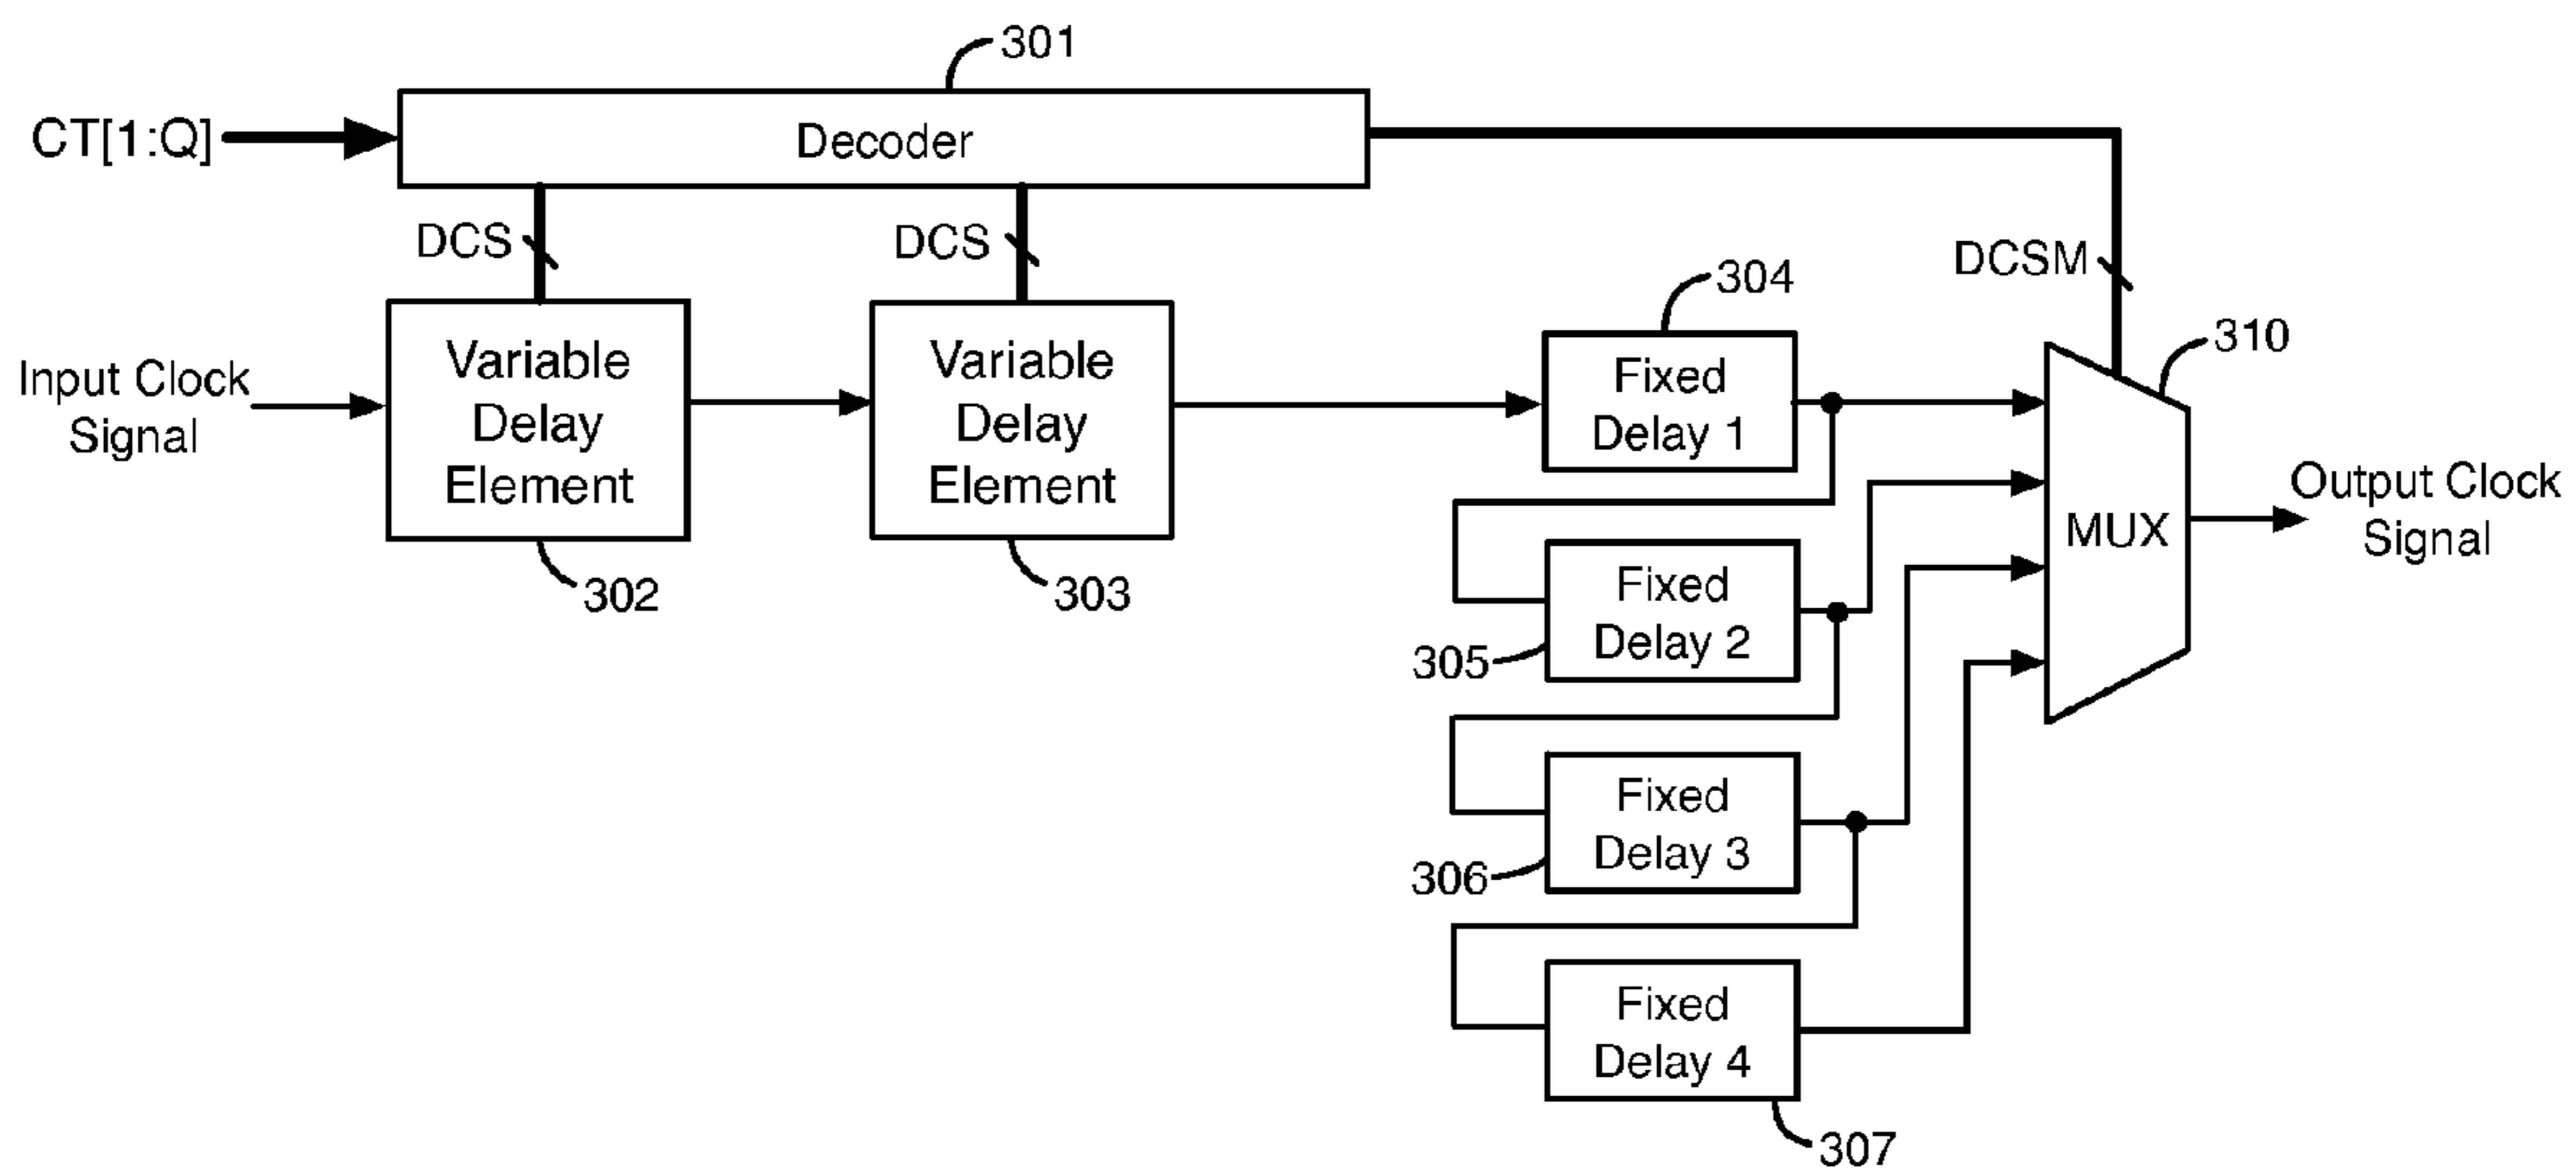 301
CT[1:Q]
Decoder
DCS
DCS
DCSM
304
310
Input Clock
Signal
Variable
Delay
Element
302
Variable
Delay
Element
303
Fixed
Delay 1
MUX
Output Clock
Signal
Fixed
Delay 2
305
Fixed
Delay 3
306
Fixed
Delay 4
307